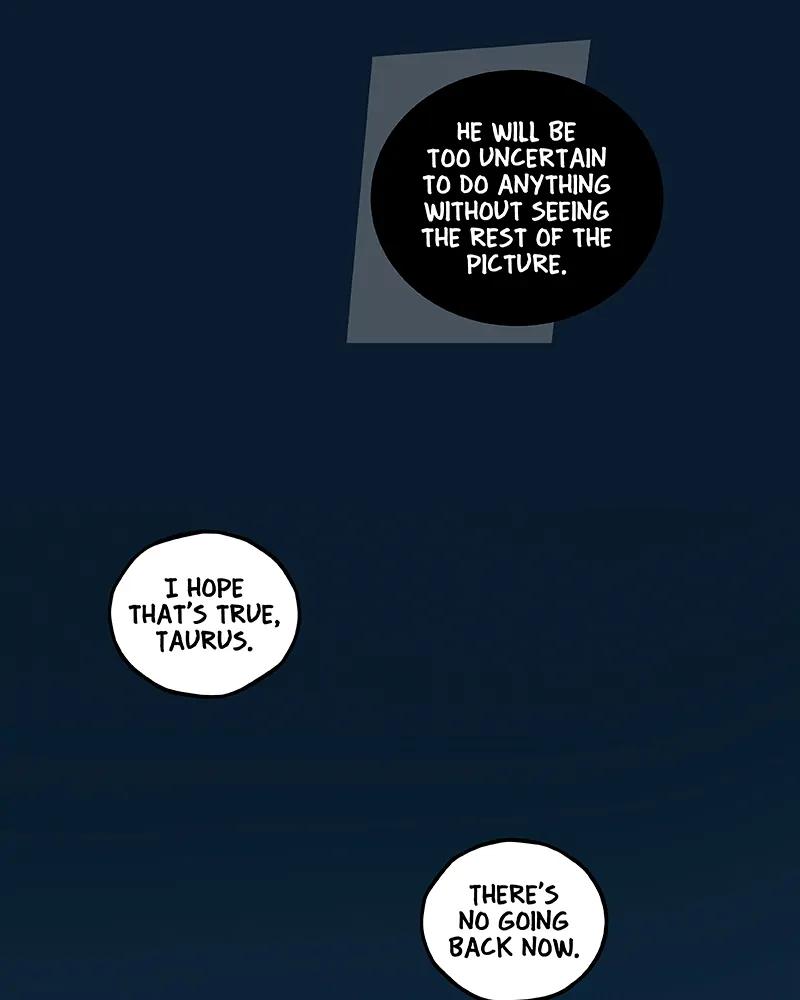 HE WILL BE
TOO UNCERTAIN
TO DO ANYTHING
WITHOUT SEEING
THE REST OF THE
PICTURE.
I HOPE
THAT'S TRUE,
TAURUS.
THERE'S
NO GOING
BACK NOW.